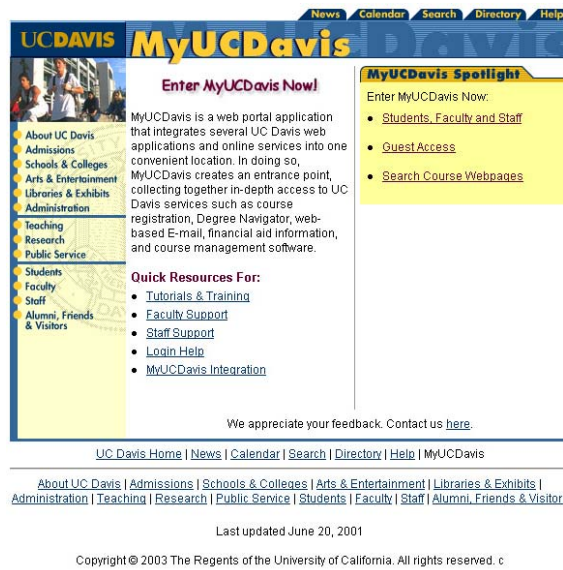 News Calendar Search Directory Help
UCDAVIS MyUCDavis
Enter MyUCDavis Now!
MyUCDavis is a web portal application
that integrates several UC Davis web
applications and online services into one
convenient location. In doing so,
MyUCDavis creates an entrance point,
collecting together in-depth access to UC
Davis services such as course
registration, Degree Navigator, web-
based E-mail, financial aid information,
and course management software.
Quick Resources For:
Tutorials & Training
Faculty Support
Staff Support
Login Help
MyUCDavis Integration
MyUCDavis Spotlight
Enter MyUCDavis Now:
Students, Faculty and Staff
Guest Access
Search Course Webpages
About UC Davis
Admissions
Schools & Colleges
Arts & Entertainment
Libraries & Exhibits
Administration
Teaching
Research
Public Service
Students
Faculty
Staff
Alumni, Friends
& Visitors
We appreciate your feedback. Contact us here.
UC Davis Home | News | Calendar | Search | Directory | Help | MyUCDavis
About UC Davis | Admissions | Schools & Colleges | Arts & Entertainment | Libraries & Exhibits |
Administration | Teaching | Research | Public Service | Students | Faculty | Staff | Alumni, Friends & Visitor
Last updated June 20, 2001
Copyright © 2003 The Regents of the University of California. All rights reserved. c